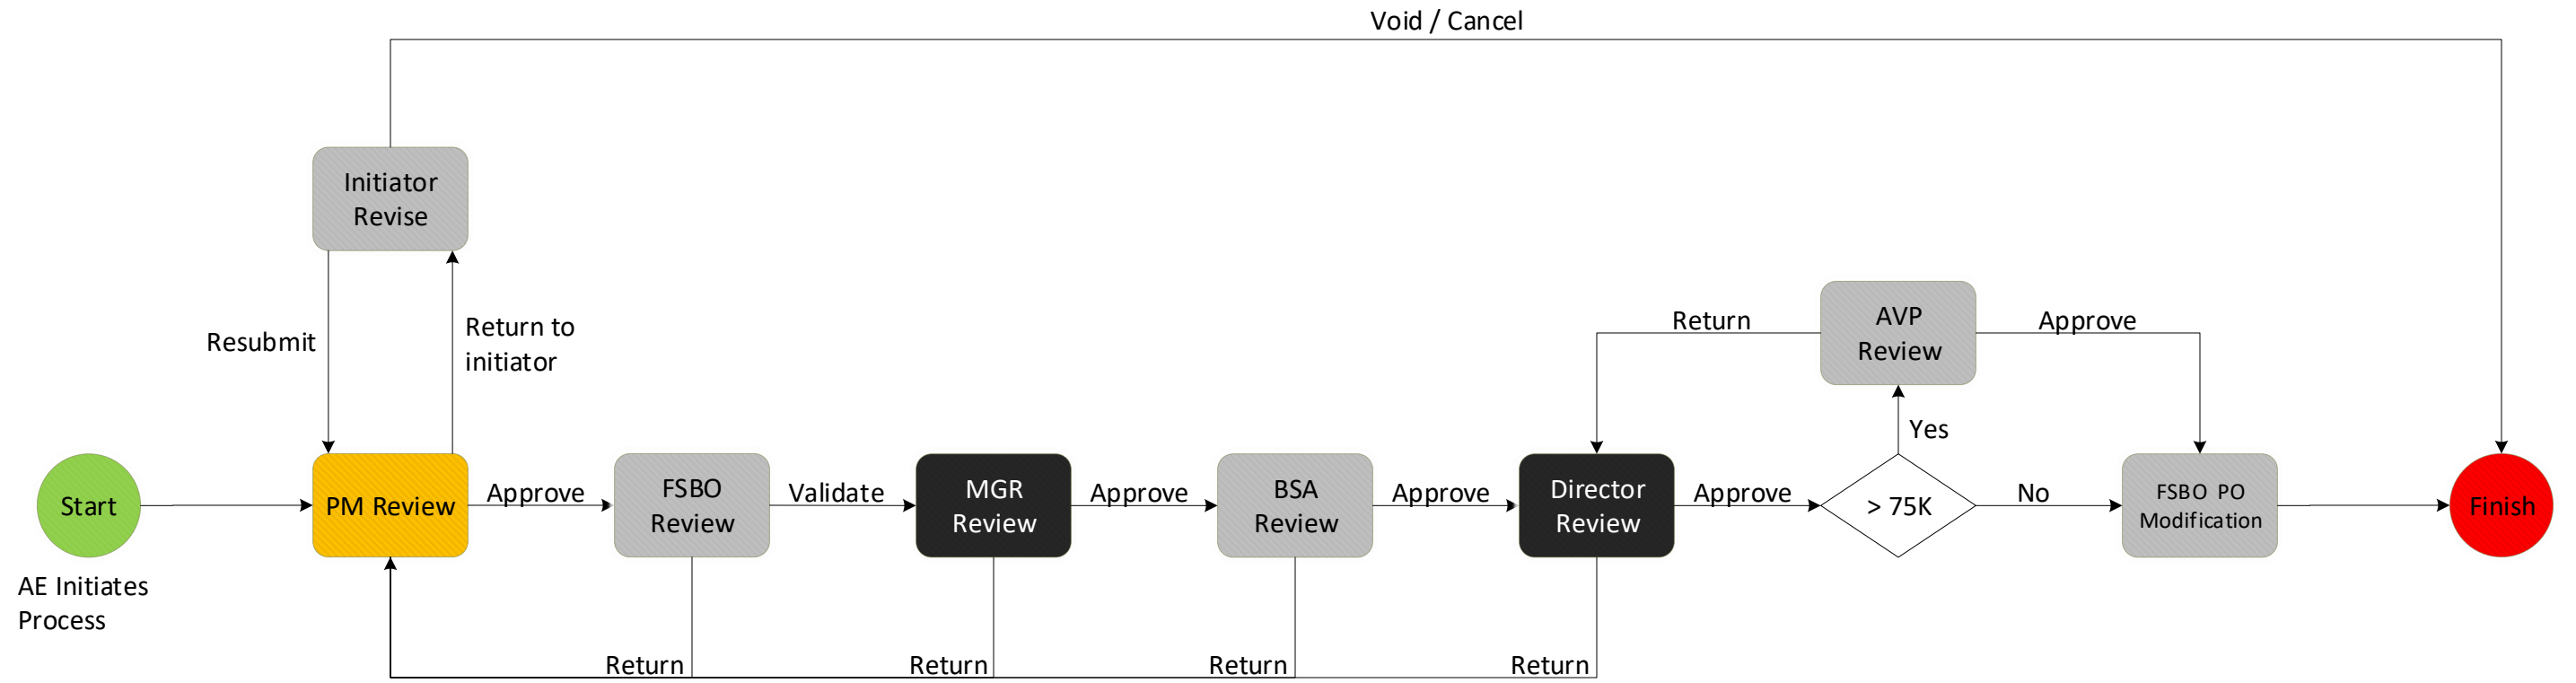 Void / Cancel
Initiator
Revise
Resubmit
Return to
initiator
Return
AVP
Review
Approve
Yes
Start
PM Review
Approve
FSBO
Review
Validate
MGR
Review
Approve
BSA
Review
Approve
Director
Review
Approve
> 75K
No
FSBO PO
Modification
Finish
AE Initiates
Process
Return
Return
Return
Return